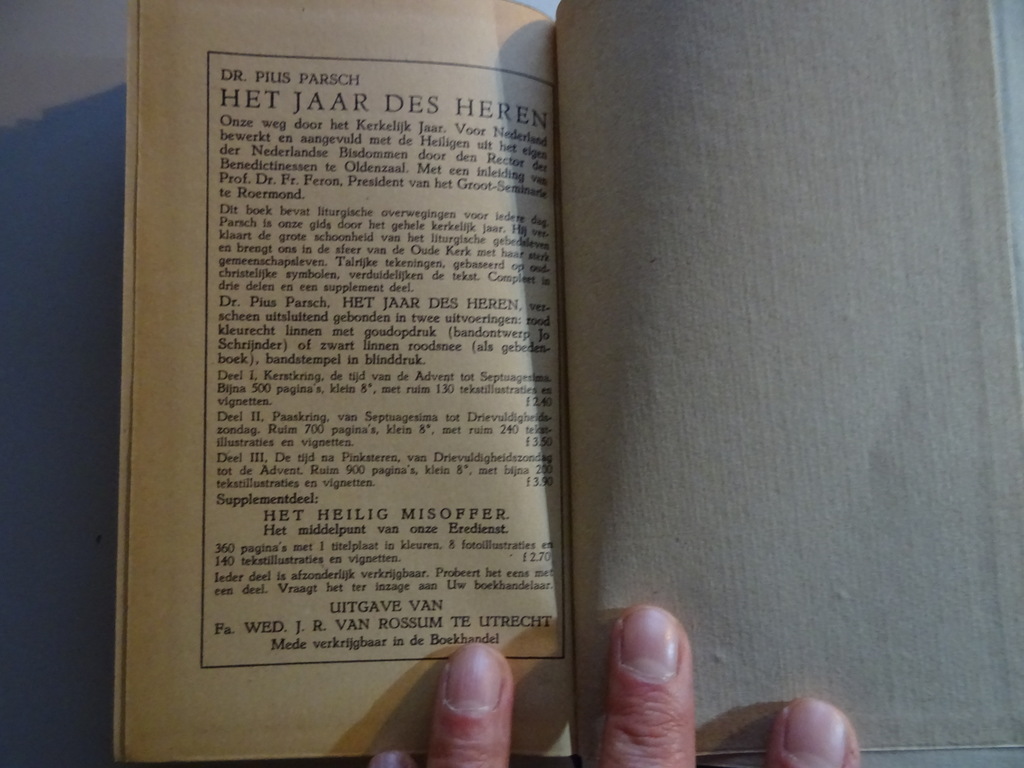 DR. PIUS PARSCH
HET JAAR DES HEREN
Onze weg door het Kerkelijk Jaar. Voor Nederland
bewerkt en aangevuld met de Heiligen uit het eigen
der Nederlandse Bisdommen door den Rector der
Benedictinessen te Oldenzaal. Met een inleiding van
Prof. Dr. Fr. Feron, President van het Groot-Seminarie
te Roermond.
Dit boek bevat liturgische overwegingen voor iedere dag.
Parsch is onze gids door het gehele kerkelijk jaar. Hij ver-
klaart de grote schoonheid van het liturgische gebedsleven
en brengt ons in de sfeer van de Oude Kerk met haar sterk
gemeenschapsleven. Talrijke tekeningen, gebaseerd op oud-
christelijke symbolen, verduidelijken de tekst. Compleet in
drie delen en een supplement deel.
Dr. Pius Parsch, HET JAAR DES HEREN, ver-
scheen uitsluitend gebonden in twee uitvoeringen: rood
kleurecht linnen met goudopdruk (bandontwerp Jo
Schrijnder) of zwart linnen roodsnee (als gebeden-
boek), bandstempel in blinddruk.
Deel I, Kerstkring, de tijd van de Advent tot Septuagesima.
Bijna 500 pagina's, klein 8°, met ruim 130 tekstillustraties en
vignetten. f 2.40
Deel II, Paaskring, van Septuagesima tot Drievuldigheids-
zondag. Ruim 700 pagina's, klein 8°, met ruim 240 tekst-
illustraties en vignetten. f 3.50
Deel III, De tijd na Pinksteren, van Drievuldigheidszondag
tot de Advent. Ruim 900 pagina's, klein 8°, met bijna 200
tekstillustraties en vignetten. f 3.90
Supplementdeel:
HET HEILIG MISOFFER.
Het middelpunt van onze Eredienst.
360 pagina's met 1 titelplaat in kleuren, 8 fotoillustraties en
140 tekstillustraties en vignetten. f 2.70
Ieder deel is afzonderlijk verkrijgbaar. Probeert het eens met
een deel. Vraagt het ter inzage aan Uw boekhandelaar.
UITGAVE VAN
Fa. WED. J. R. VAN ROSSUM TE UTRECHT
Mede verkrijgbaar in de Boekhandel